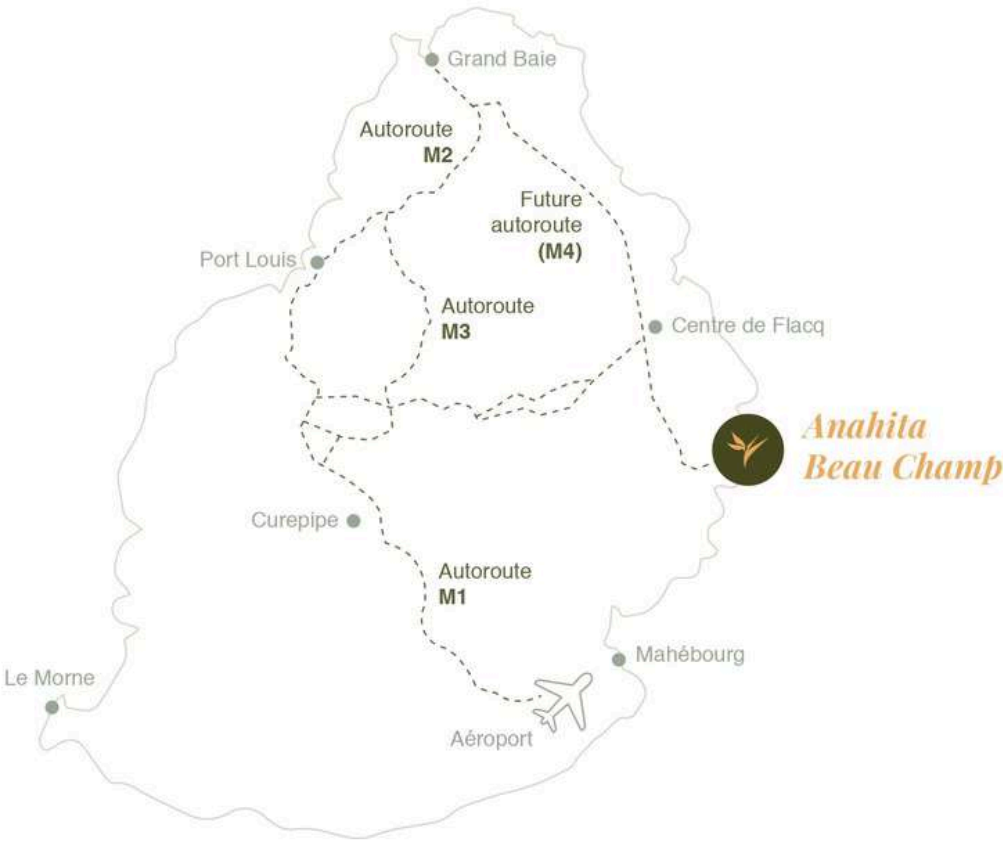 Grand Baie
Autoroute
M2
Future
autoroute
(M4)
Port Louis
Autoroute
M3
Centre de Flacq
Anahita
Beau Champ
Curepipe
Autoroute
M1
Mahébourg
Le Morne
Aéroport